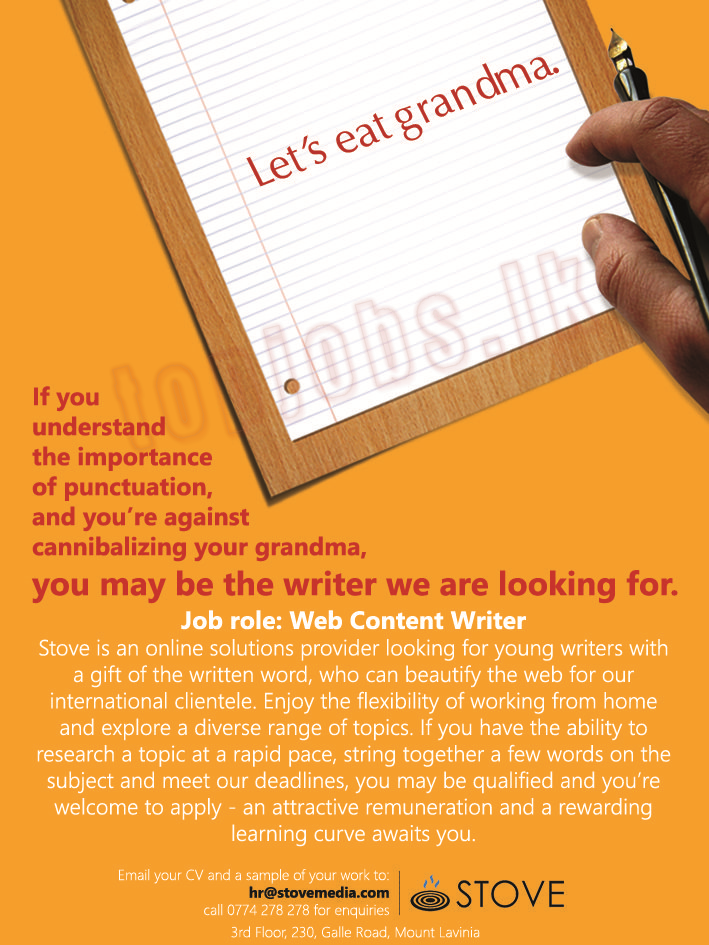 Let's eat grandma.
topjobs.lk
If you
understand
the importance
of punctuation,
and you're against
cannibalizing your grandma,
you may be the writer we are looking for.
Job role: Web Content Writer
Stove is an online solutions provider looking for young writers with
a gift of the written word, who can beautify the web for our
international clientele. Enjoy the flexibility of working from home
and explore a diverse range of topics. If you have the ability to
research a topic at a rapid pace, string together a few words on the
subject and meet our deadlines, you may be qualified and you're
welcome to apply - an attractive remuneration and a rewarding
learning curve awaits you.
Email your CV and a sample of your work to:
hr@stovemedia.com
call 0774 278 278 for enquiries
STOVE
3rd Floor, 230, Galle Road, Mount Lavinia